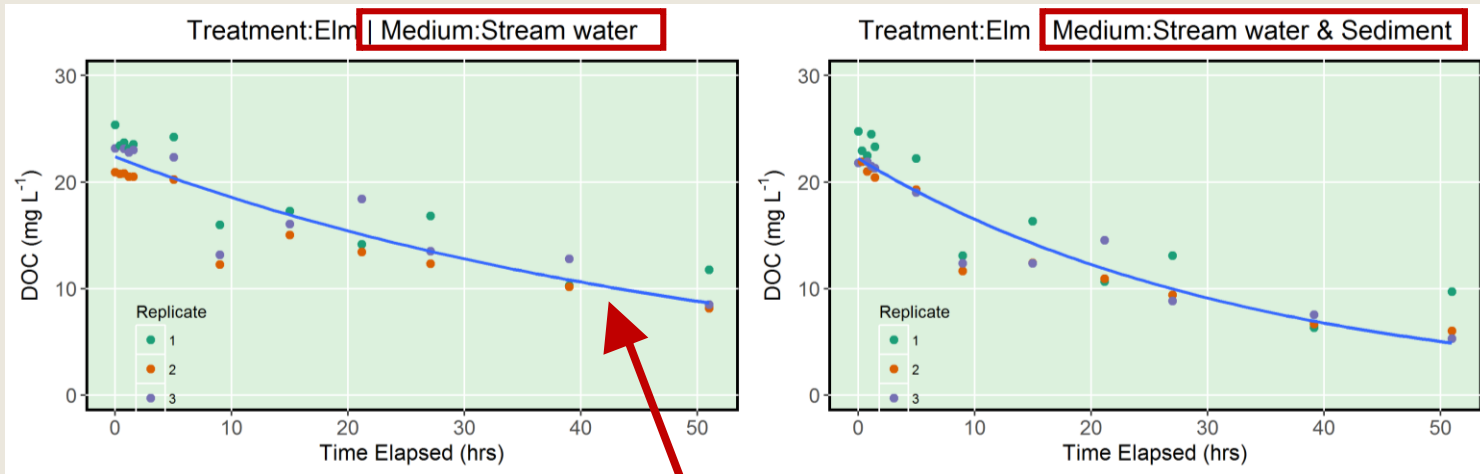 Treatment:Elm | Medium:Stream water
30
20
10
0
DOC (mg L⁻¹)
Replicate
1
2
3
0 10 20 30 40 50
Time Elapsed (hrs)
Treatment:Elm Medium:Stream water & Sediment
30
20
10
0
DOC (mg L⁻¹)
Replicate
1
2
3
0 10 20 30 40 50
Time Elapsed (hrs)